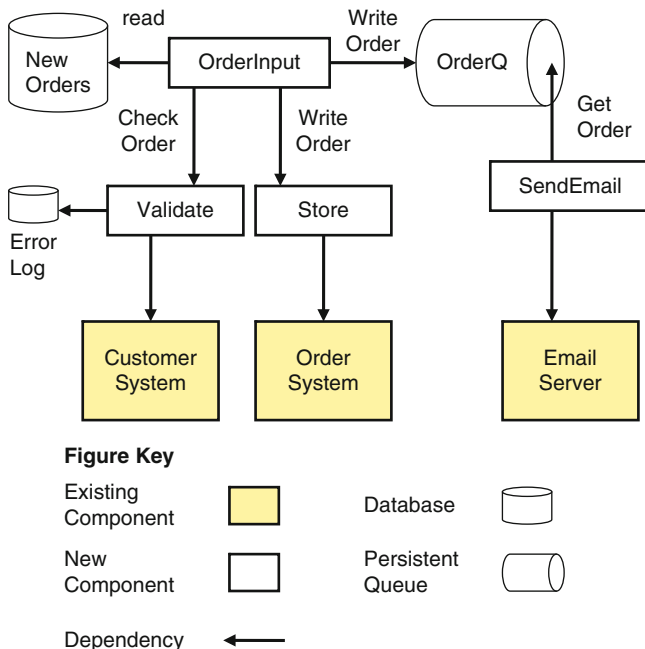 read
Write
Order
New
Orders
OrderInput
OrderQ
Check
Order
Write
Order
Get
Order
Validate
Store
SendEmail
Error
Log
Customer
System
Order
System
Email
Server
Figure Key
Existing
Component
Database
New
Component
Persistent
Queue
Dependency